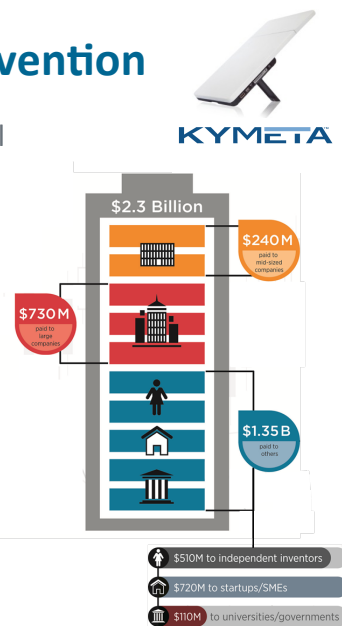 vention
KYMETA
$2.3 Billion
$240M
paid to
mid-sized
companies
$730M
paid to
large
companies
$1.35B
paid to
others
$510M to independent inventors
$720M to startups/SMEs
$110M to universities/governments